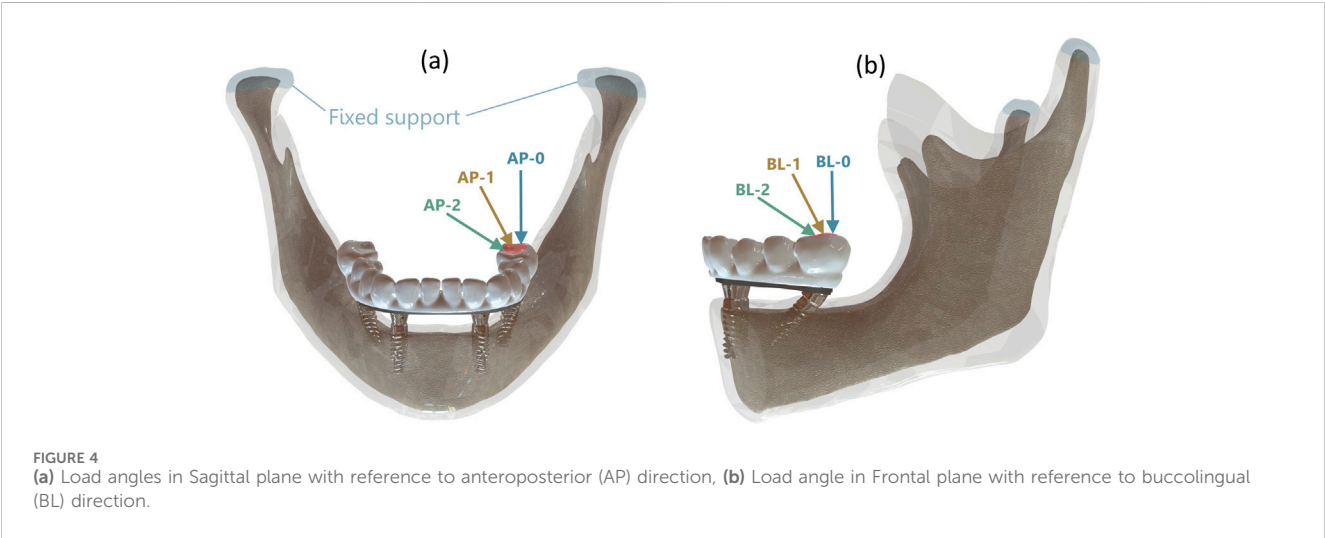 (a)
(b)
Fixed support
AP-0
AP-1
AP-2
BL-0
BL-1
BL-2
FIGURE 4
(a) Load angles in Sagittal plane with reference to anteroposterior (AP) direction, (b) Load angle in Frontal plane with reference to buccolingual
(BL) direction.